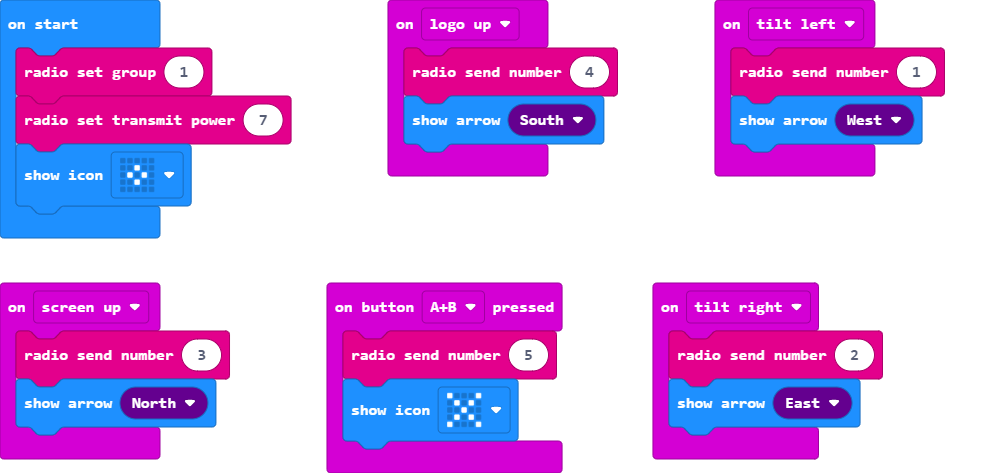 on start
radio set group 1
radio set transmit power 7
show icon
on logo up
radio send number 4
show arrow South
on tilt left
radio send number 1
show arrow West
on screen up
radio send number 3
show arrow North
on button A+B pressed
radio send number 5
show icon
on tilt right
radio send number 2
show arrow East